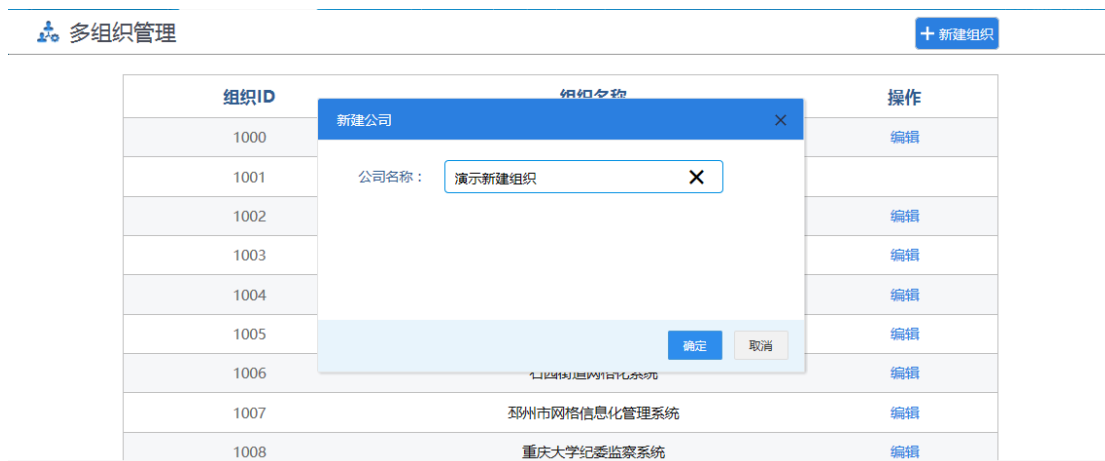 多组织管理
新建组织
组织ID 组织名称 操作
新建公司
1000 编辑
1001
公司名称： 演示新建组织
1002 编辑
1003 编辑
1004 编辑
1005 编辑
确定 取消
1006 编辑
1007 邳州市网格信息化管理系统 编辑
1008 重庆大学纪委监察系统 编辑